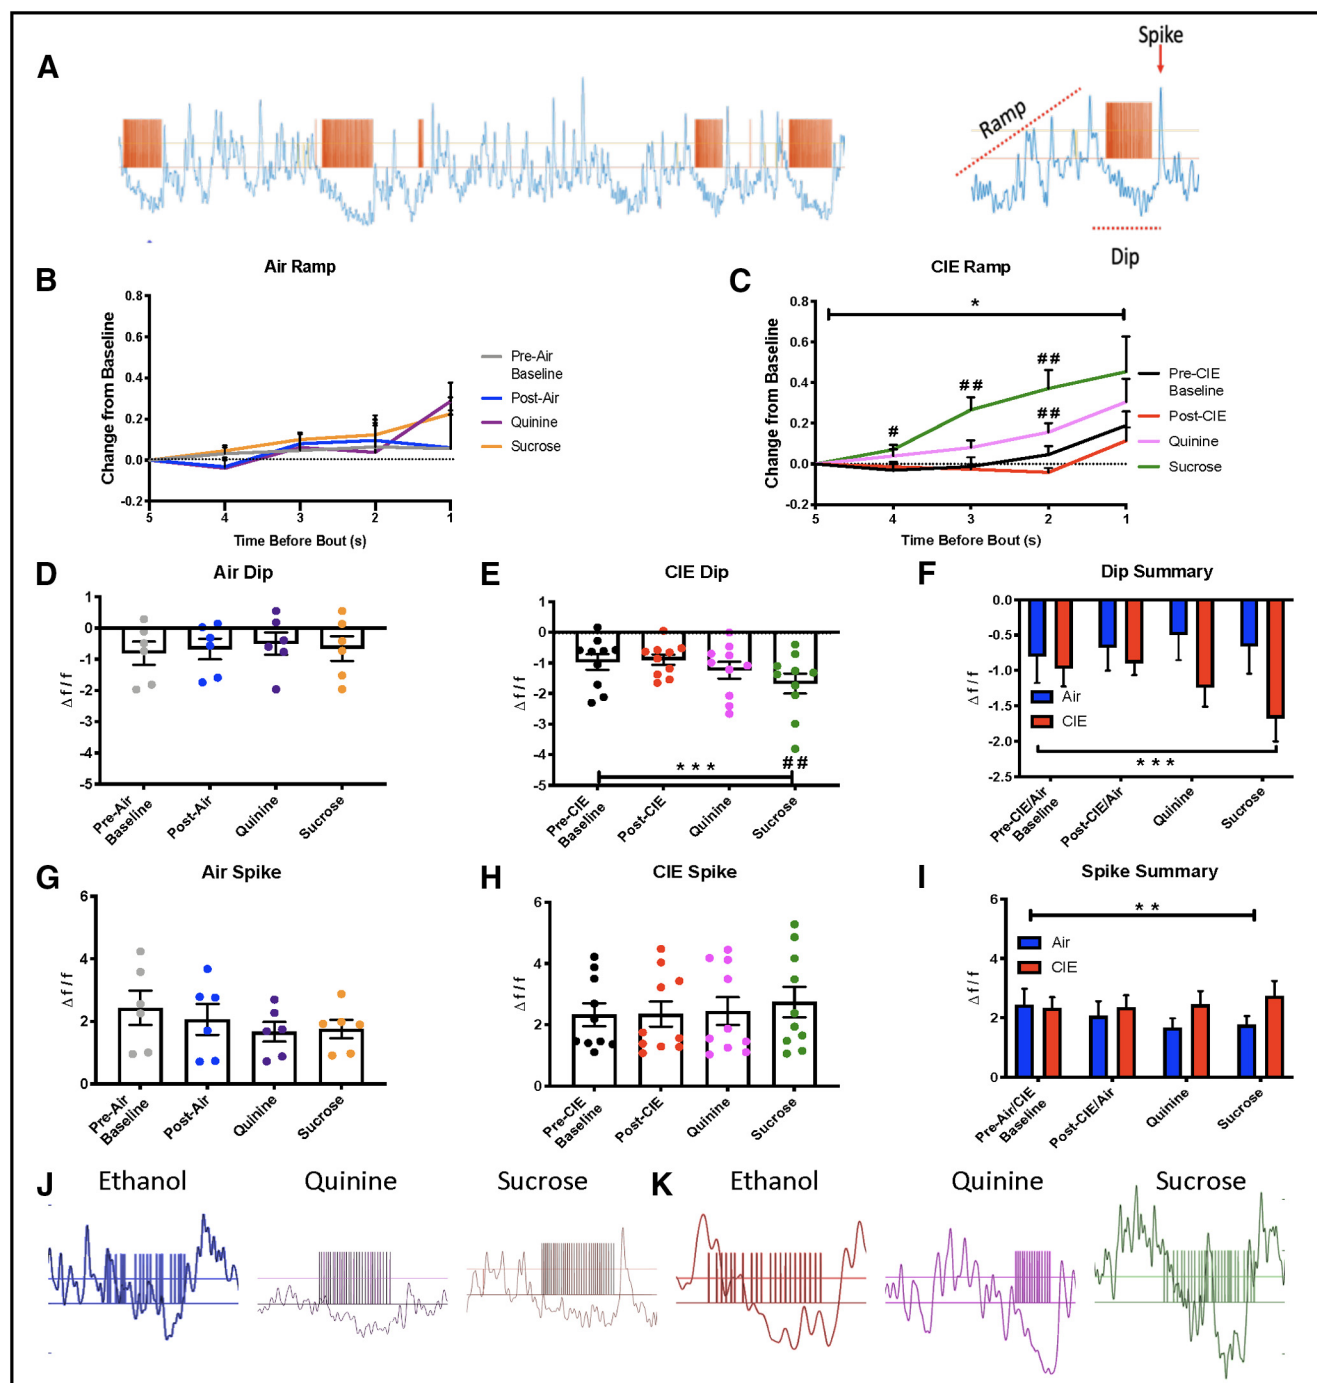 A
Spike
Ramp
Dip
B
Air Ramp
Change from Baseline
0.8
0.6
0.4
0.2
0.0
-0.2
5
4
3
2
1
Time Before Bout (s)
Pre-Air
Baseline
Post-Air
Quinine
Sucrose
C
CIE Ramp
Change from Baseline
0.8
0.6
0.4
0.2
0.0
-0.2
*
#
##
##
##
5
4
3
2
1
Time Before Bout (s)
Pre-CIE
Baseline
Post-CIE
Quinine
Sucrose
D
Air Dip
Δ f / f
1
0
-1
-2
-3
-4
-5
Pre-Air
Baseline
Post-Air
Quinine
Sucrose
E
CIE Dip
Δ f / f
1
0
-1
-2
-3
-4
-5
* * *
##
Pre-CIE
Baseline
Post-CIE
Quinine
Sucrose
F
Dip Summary
Δ f / f
0.0
-0.5
-1.0
-1.5
-2.0
-2.5
Air
CIE
* * *
Pre-CIE/Air
Baseline
Post-CIE/Air
Quinine
Sucrose
G
Air Spike
Δ f / f
6
4
2
0
Pre-Air
Baseline
Post-Air
Quinine
Sucrose
H
CIE Spike
Δ f / f
6
4
2
0
Pre-CIE
Baseline
Post-CIE
Quinine
Sucrose
I
Spike Summary
Δ f / f
6
4
2
0
* *
Air
CIE
Pre-Air/CIE
Baseline
Post-CIE/Air
Quinine
Sucrose
J
Ethanol
Quinine
Sucrose
K
Ethanol
Quinine
Sucrose